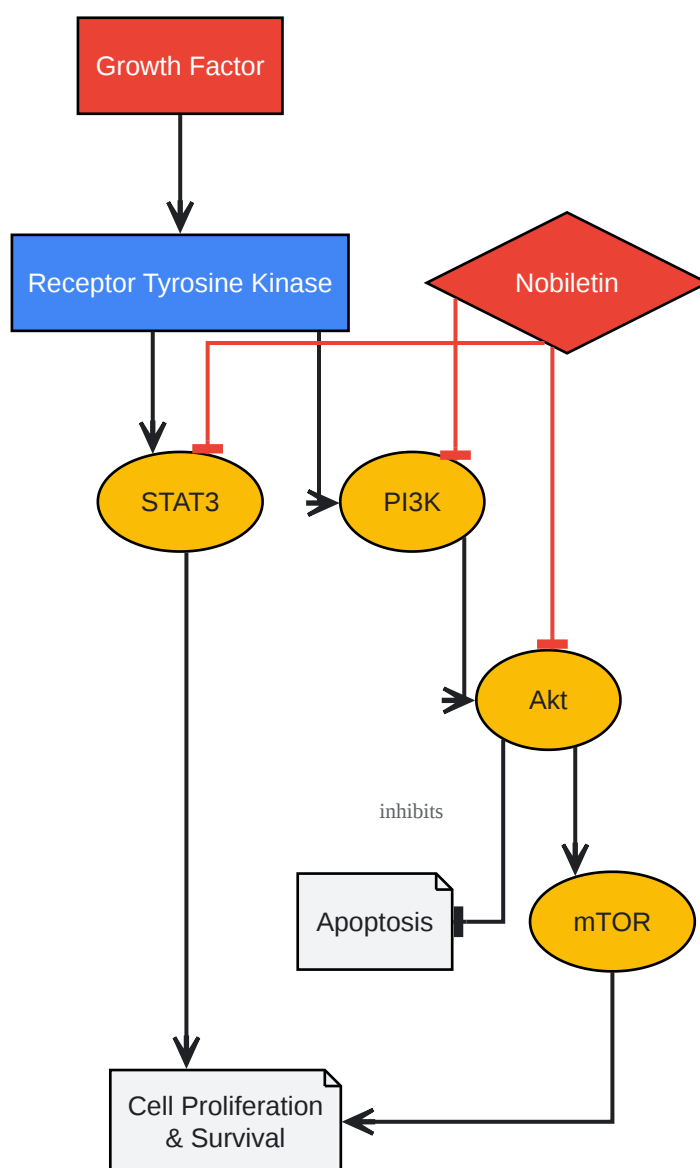 Growth Factor
Receptor Tyrosine Kinase
Nobiletin
STAT3
PI3K
Akt
inhibits
Apoptosis
mTOR
Cell Proliferation
& Survival